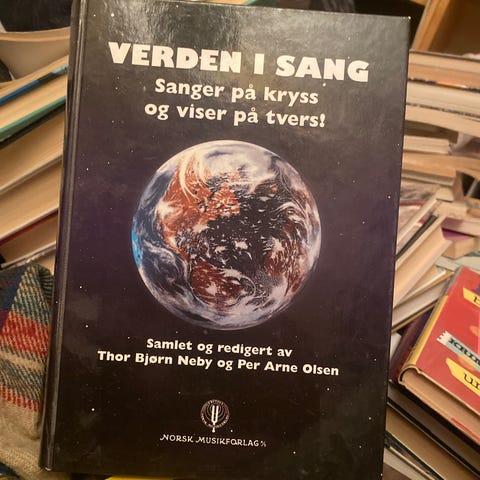 VERDEN I SANG
Sanger på kryss
og viser på tvers!
Samlet og redigert av
Thor Bjørn Neby og Per Arne Olsen
NORSK MUSIKFORLAG A/S